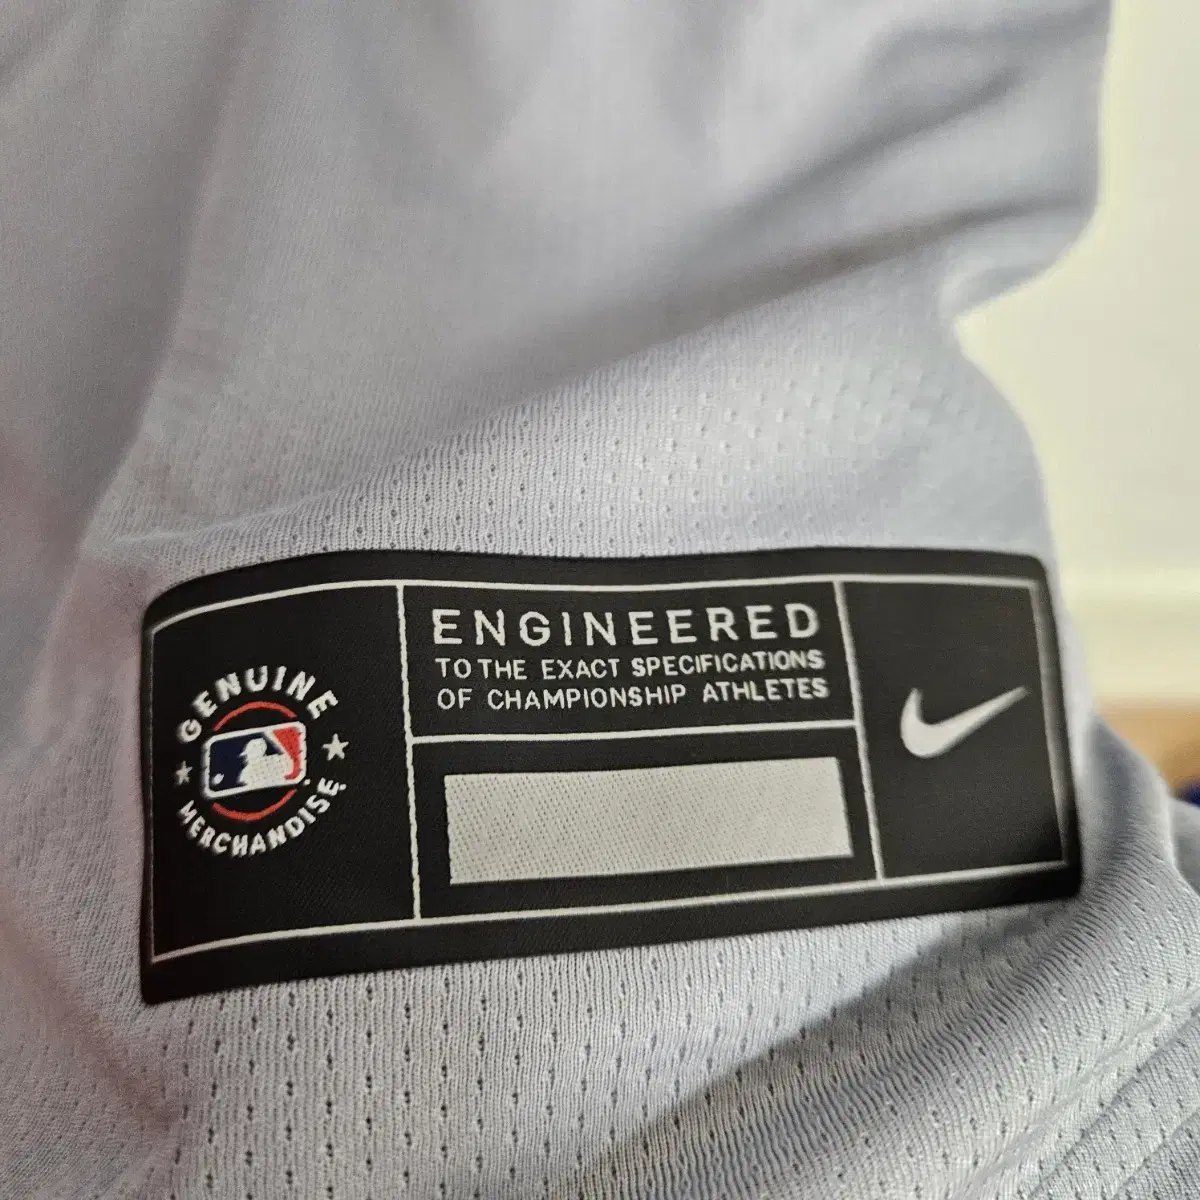 GENUINE
MERCHANDISE
ENGINEERED
TO THE EXACT SPECIFICATIONS
OF CHAMPIONSHIP ATHLETES